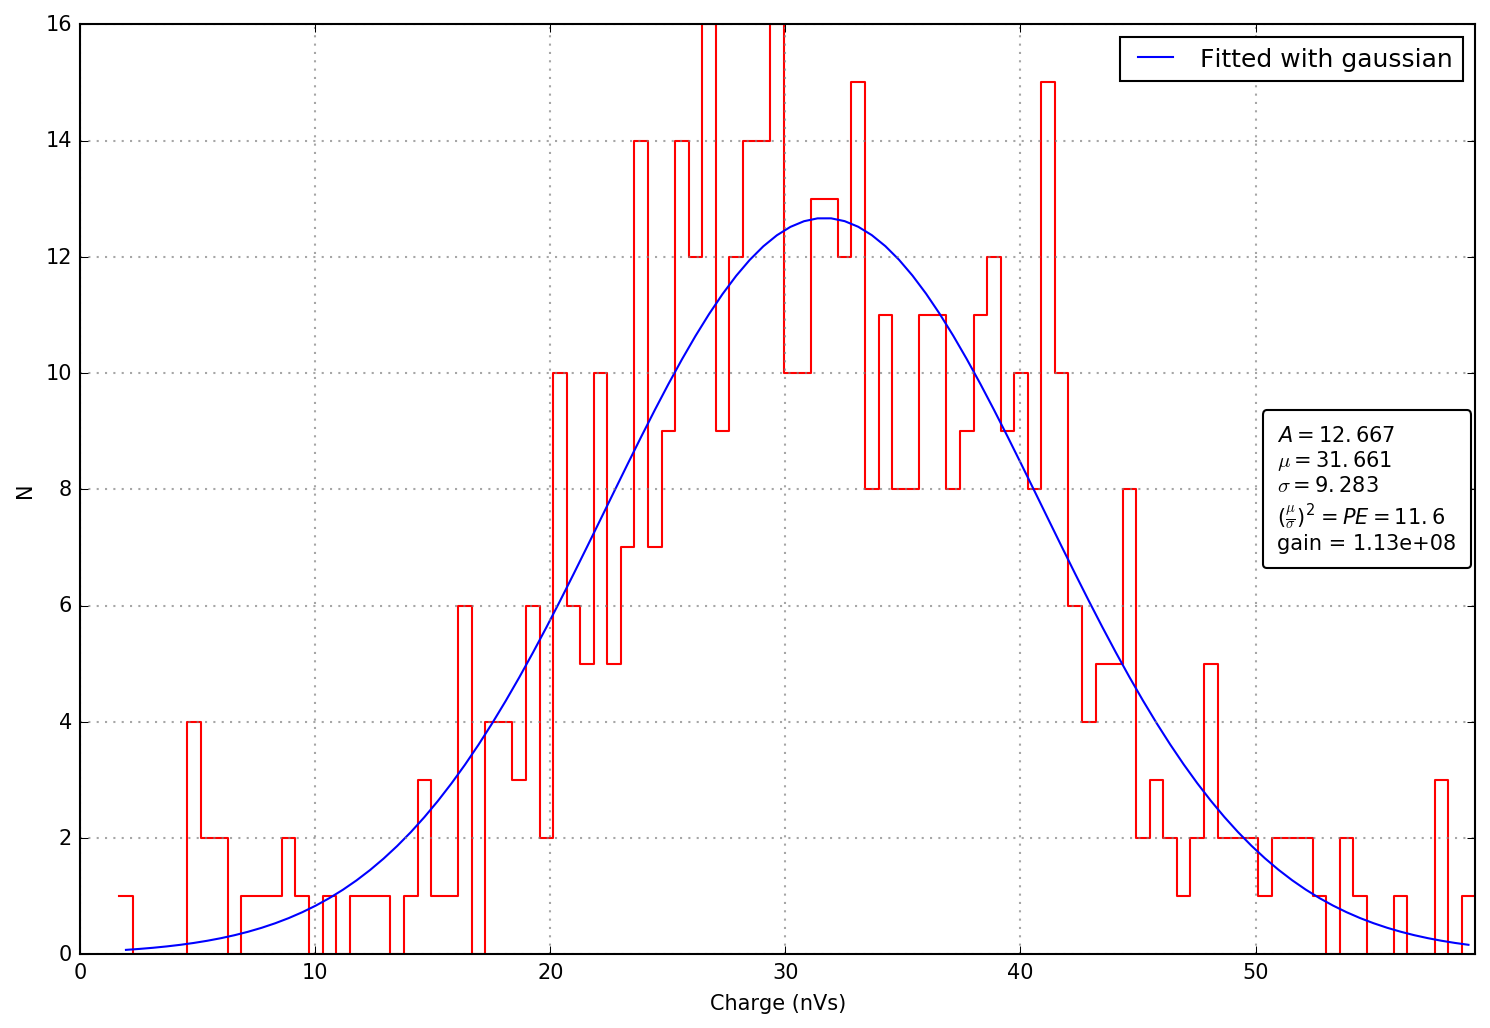 Fitted with gaussian
16
14
12
10
8
6
4
2
0
N
A = 12.667
μ = 31.661
σ = 9.283
(μ/σ)² = PE = 11.6
gain = 1.13e+08
0 10 20 30 40 50
Charge (nVs)